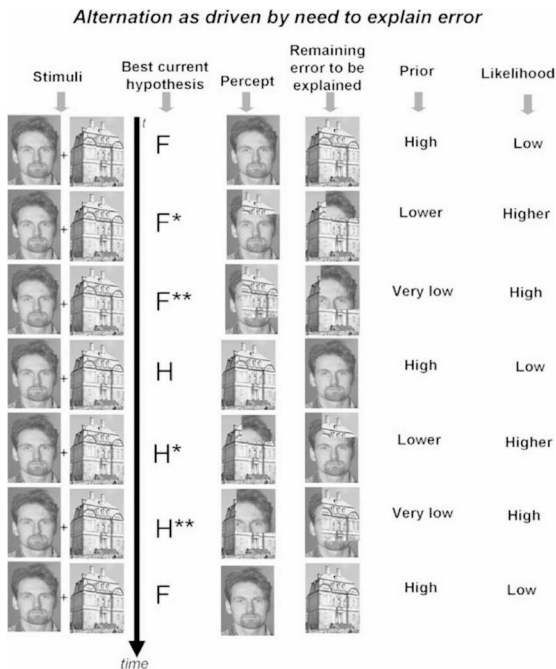 Alternation as driven by need to explain error
Stimuli
Best current
hypothesis
Percept
Remaining
error to be
explained
Prior
Likelihood
t
+
F
High
Low
+
F*
Lower
Higher
+
F**
Very low
High
+
H
High
Low
+
H*
Lower
Higher
+
H**
Very low
High
+
F
High
Low
time